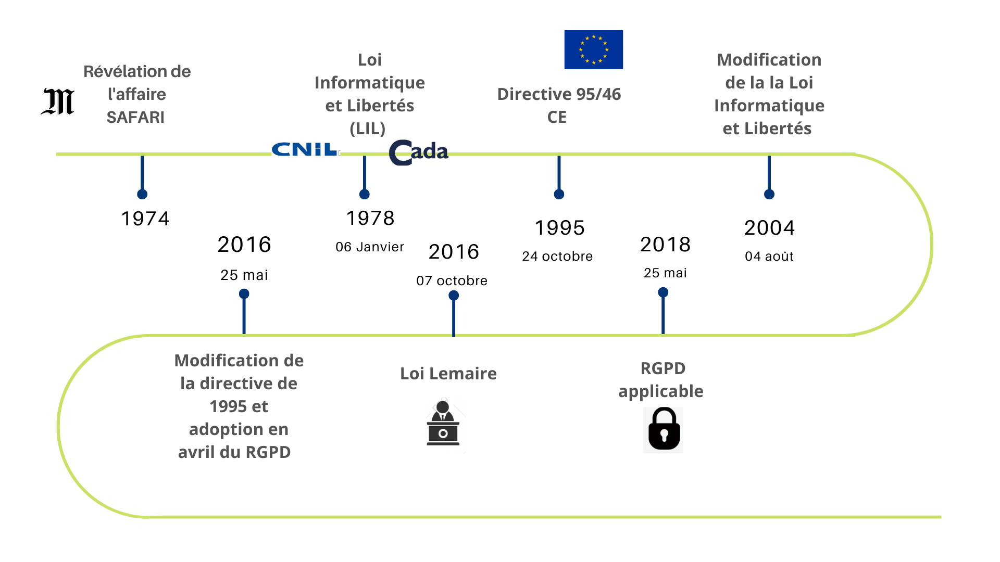 Révélation de
l'affaire
SAFARI
M
1974
Loi
Informatique
et Libertés
(LIL)
CNIL
Cada
1978
06 Janvier
Directive 95/46
CE
1995
24 octobre
Modification
de la la Loi
Informatique
et Libertés
2004
04 août
2016
25 mai
Modification de
la directive de
1995 et
adoption en
avril du RGPD
2016
07 octobre
Loi Lemaire
2018
25 mai
RGPD
applicable